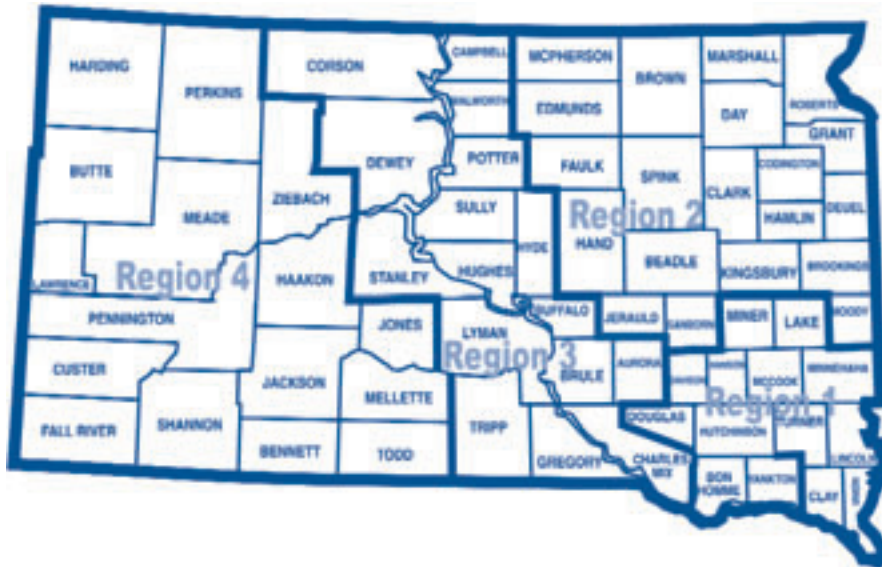 HARDING
PERKINS
CORSON
CAMPBELL
MCPHERSON
BROWN
MARSHALL
ROBERTS
WALWORTH
EDMUNDS
DAY
GRANT
BUTTE
DEWEY
POTTER
FAULK
SPINK
CODINGTON
MEADE
ZIEBACH
SULLY
CLARK
HAMLIN
DEUEL
Region 2
HAND
HYDE
LAWRENCE
Region 4
HAAKON
STANLEY
HUGHES
BEADLE
KINGSBURY
BROOKINGS
PENNINGTON
JONES
LYMAN
BUFFALO
JERAULD
SANBORN
MINER
LAKE
MOODY
Region 3
CUSTER
JACKSON
MELLETTE
BRULE
AURORA
DAVISON
HANSON
MCCOOK
MINNEHAHA
Region 1
FALL RIVER
SHANNON
BENNETT
TODD
TRIPP
GREGORY
DOUGLAS
HUTCHINSON
TURNER
LINCOLN
CHARLES
MIX
BON
HOMME
YANKTON
CLAY
UNION